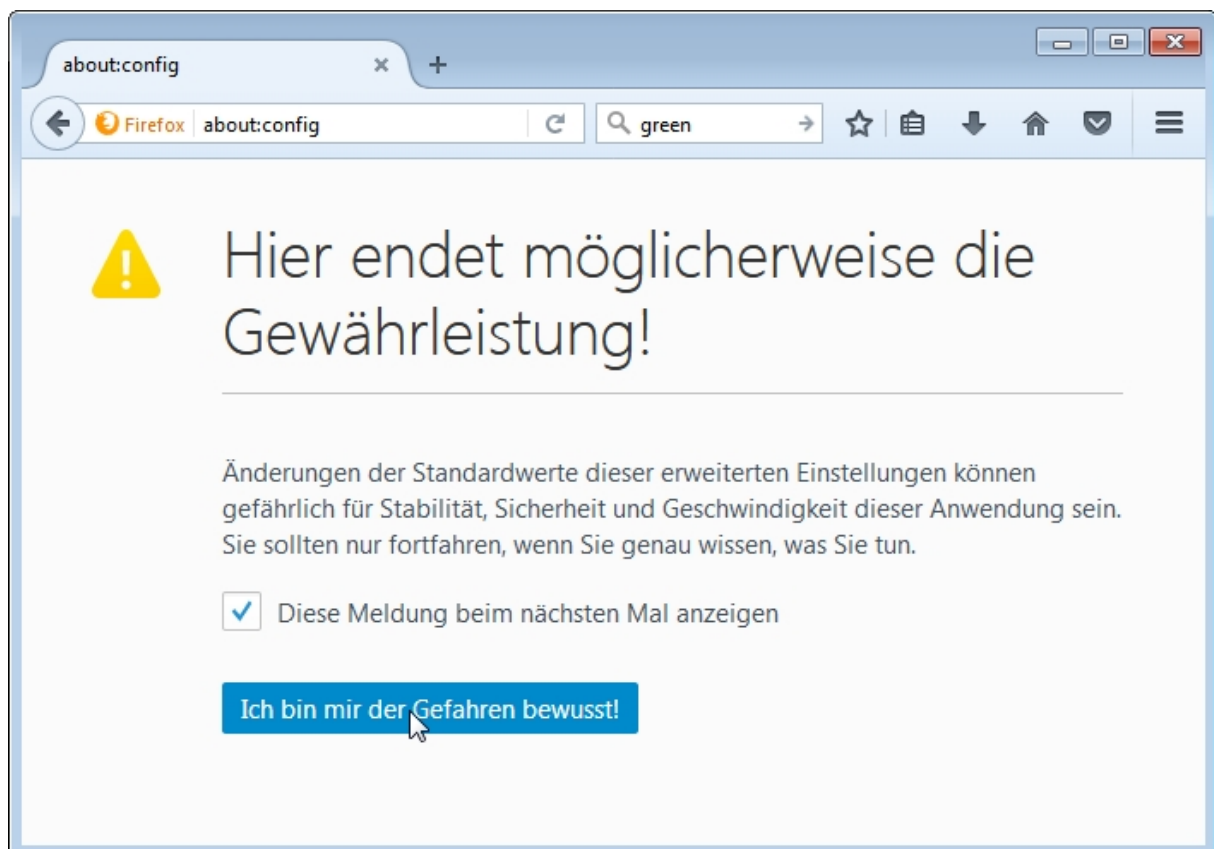 about:config
Firefox about:config green
Hier endet möglicherweise die
Gewährleistung!
Änderungen der Standardwerte dieser erweiterten Einstellungen können
gefährlich für Stabilität, Sicherheit und Geschwindigkeit dieser Anwendung sein.
Sie sollten nur fortfahren, wenn Sie genau wissen, was Sie tun.
Diese Meldung beim nächsten Mal anzeigen
Ich bin mir der Gefahren bewusst!